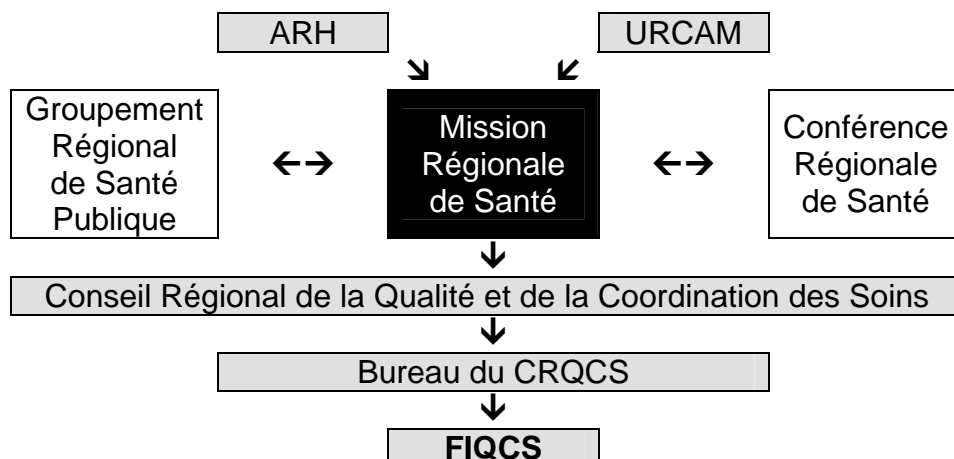 ARH
URCAM
Groupement
Régional
de Santé
Publique
Mission
Régionale
de Santé
Conférence
Régionale
de Santé
Conseil Régional de la Qualité et de la Coordination des Soins
Bureau du CRQCS
FIQCS